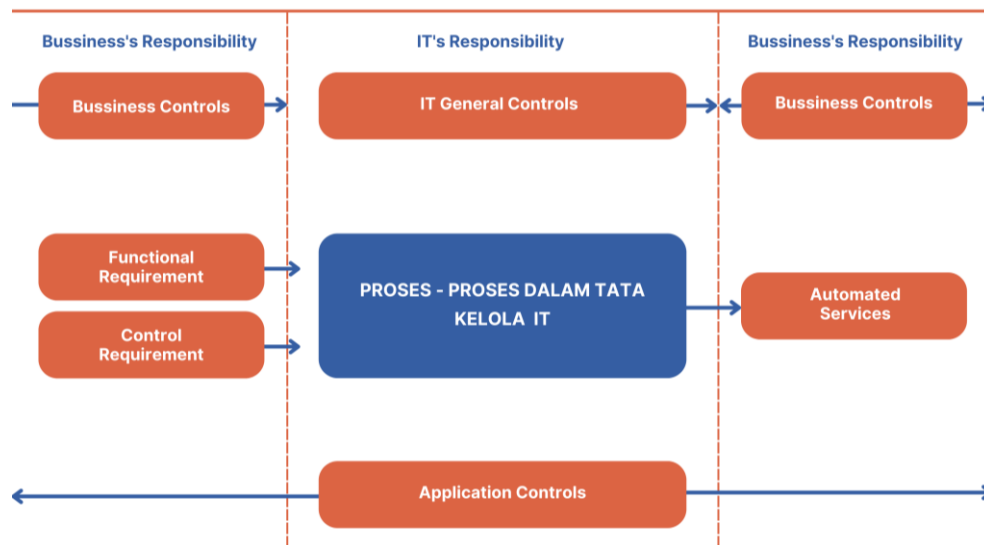 Bussiness's Responsibility
IT's Responsibility
Bussiness's Responsibility
Bussiness Controls
IT General Controls
Bussiness Controls
Functional
Requirement
Control
Requirement
PROSES - PROSES DALAM TATA
KELOLA IT
Automated
Services
Application Controls